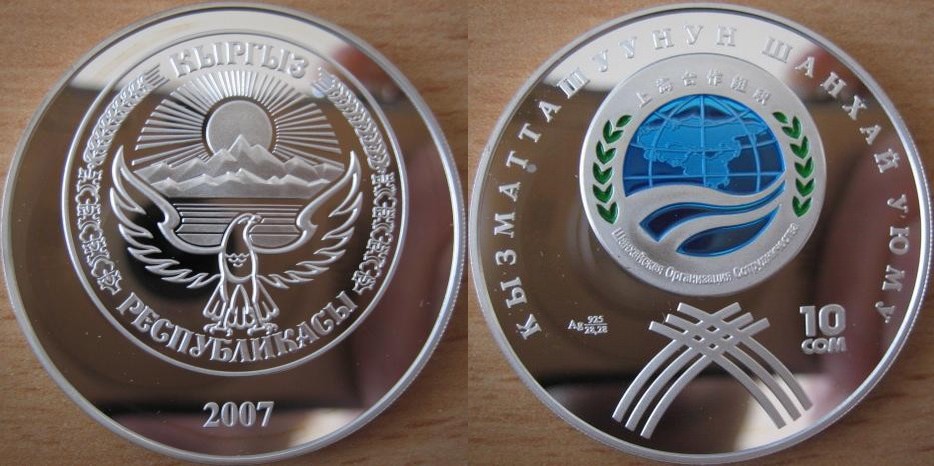 КЫРГЫЗ
РЕСПУБЛИКАСЫ
2007
КЫЗМАТТАШУУНУН ШАНХАЙ УЮМУ
上海合作组织
Шанхайская Организация Сотрудничества
Ag 925
28,28
10
СОМ